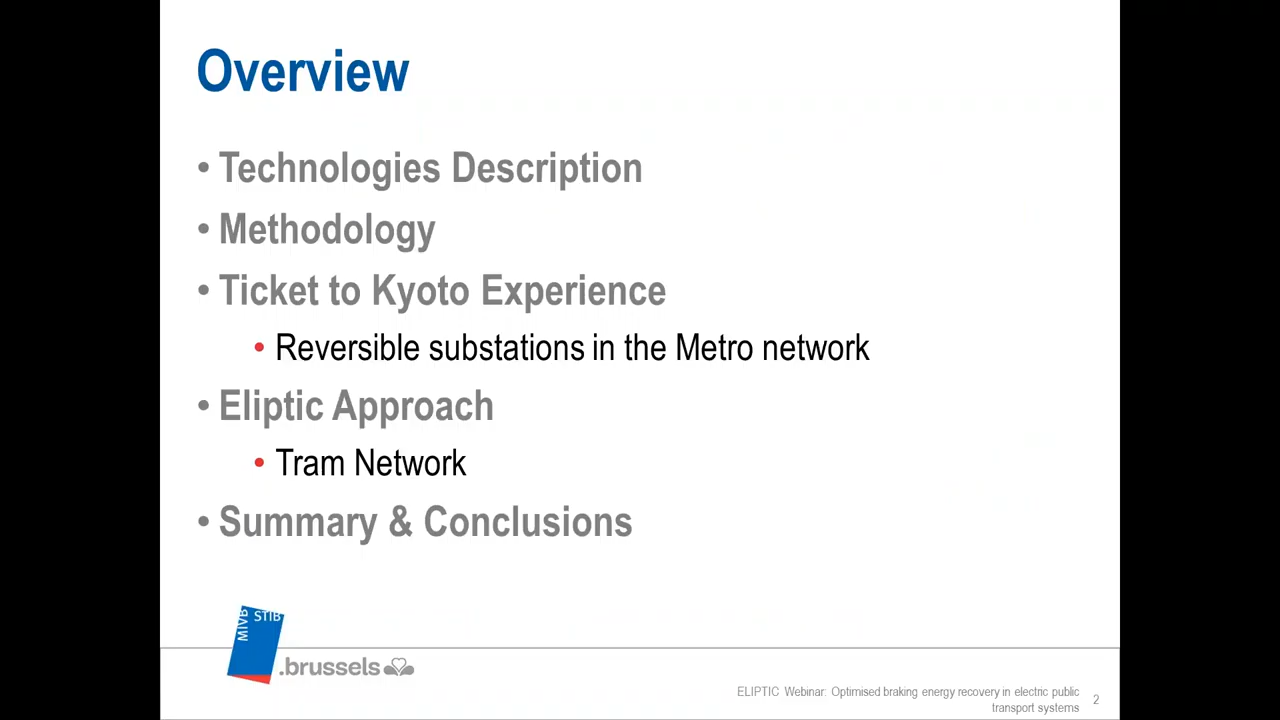 Overview
• Technologies Description
• Methodology
• Ticket to Kyoto Experience
• Reversible substations in the Metro network
• Eliptic Approach
• Tram Network
• Summary & Conclusions
MIVB STIB
.brussels
ELIPTIC Webinar: Optimised braking energy recovery in electric public
transport systems
2